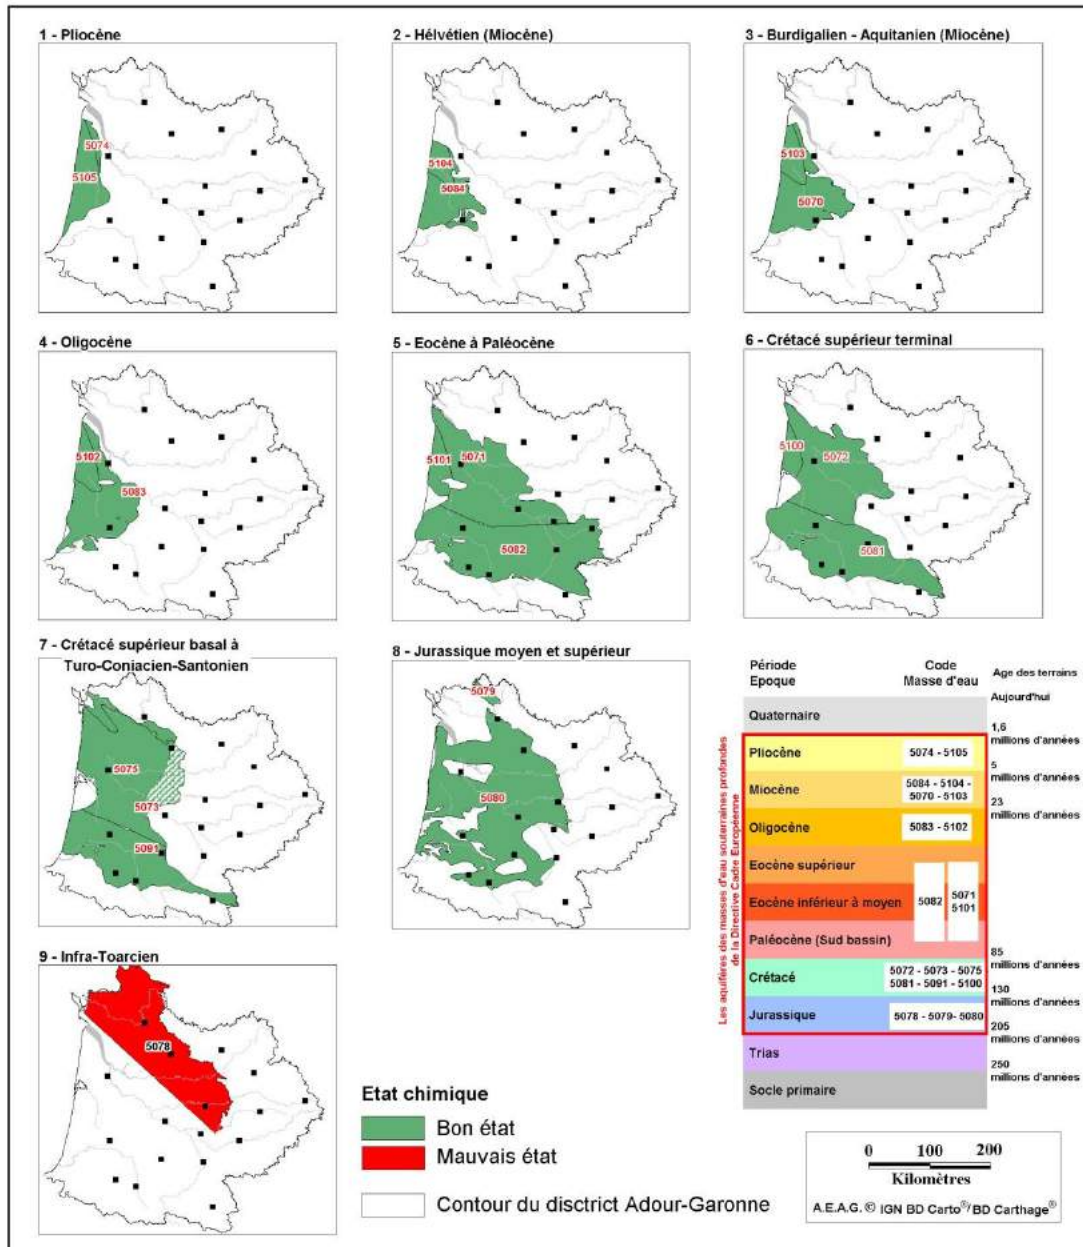 1 - Pliocène
5074
5105
2 - Hélvétien (Miocène)
5104
5084
3 - Burdigalien - Aquitanien (Miocène)
5103
5070
4 - Oligocène
5102
5083
5 - Eocène à Paléocène
5101
5071
5082
6 - Crétacé supérieur terminal
5100
5072
5081
7 - Crétacé supérieur basal à
Turo-Coniacien-Santonien
5075
5073
5091
8 - Jurassique moyen et supérieur
5079
5080
9 - Infra-Toarcien
5078
Période
Epoque
Code
Masse d'eau
Age des terrains
Aujourd'hui
Quaternaire
1,6
millions d'années
Pliocène
5074 - 5105
5
millions d'années
Miocène
5084 - 5104 -
5070 - 5103
23
millions d'années
Oligocène
5083 - 5102
Eocène supérieur
Eocène inférieur à moyen
5082
5071
5101
Paléocène (Sud bassin)
85
millions d'années
Crétacé
5072 - 5073 - 5075
5081 - 5091 - 5100
130
millions d'années
Jurassique
5078 - 5079- 5080
205
millions d'années
Trias
250
millions d'années
Socle primaire
Les aquifères des masses d'eau souterraines profondes
de la Directive Cadre Européenne
Etat chimique
Bon état
Mauvais état
Contour du disctrict Adour-Garonne
0 100 200
Kilomètres
A.E.A.G. © IGN BD Carto®/BD Carthage®